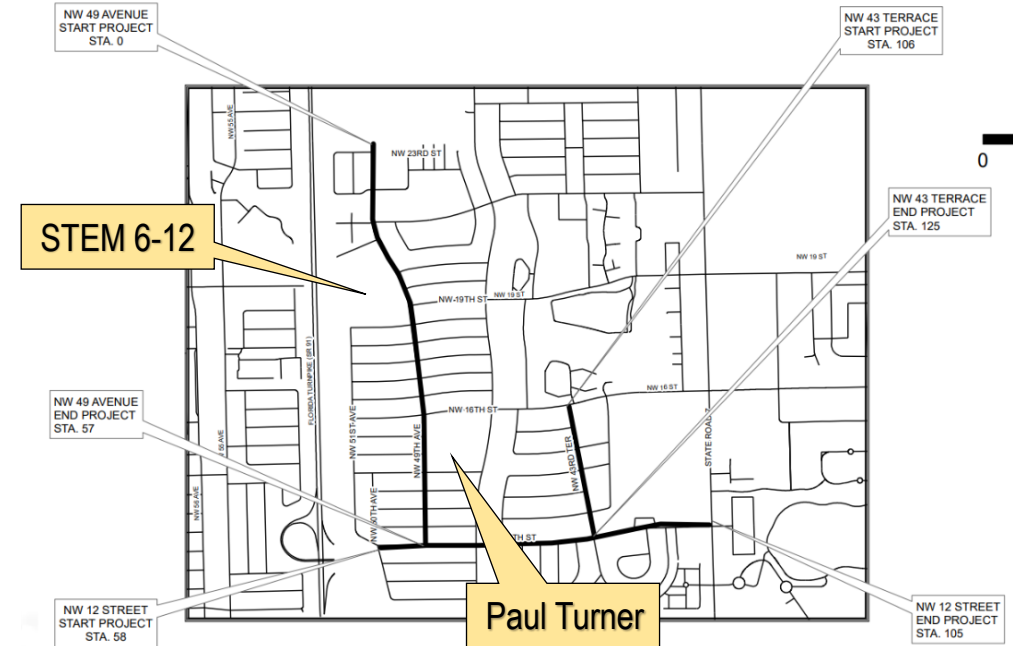 NW 49 AVENUE
START PROJECT
STA. 0
NW 43 TERRACE
START PROJECT
STA. 106
0
NW 55 AVE
NW 23RD ST
NW 43 TERRACE
END PROJECT
STA. 125
STEM 6-12
NW 19 ST
NW-19TH ST
NW 19 ST
FLORIDA TURNPIKE (SR 91)
NW 16 ST
NW 49 AVENUE
END PROJECT
STA. 57
NW-16TH ST
NW 51ST AVE
NW 49TH AVE
NW 43RD TER
STATE ROAD 7
55 AVE
NW 56 AVE
NW 50TH AVE
TH ST
NW 12 STREET
START PROJECT
STA. 58
Paul Turner
NW 12 STREET
END PROJECT
STA. 105